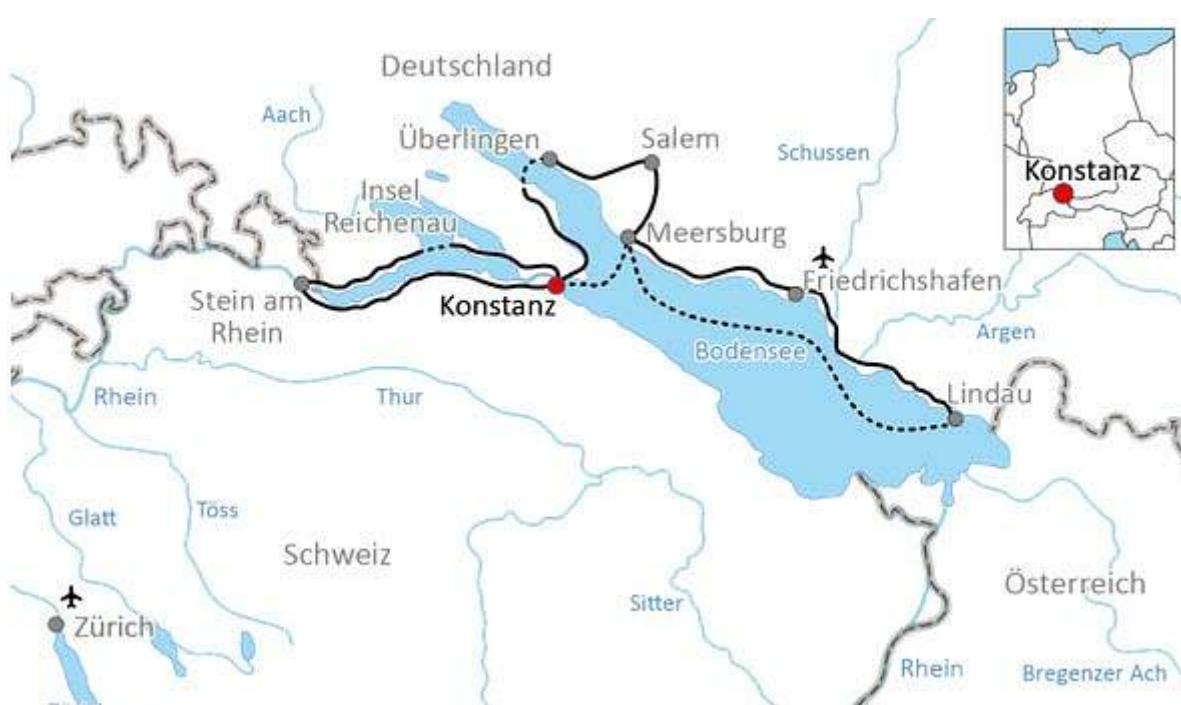 Deutschland
Aach
Überlingen
Salem
Schussen
Konstanz
Insel
Reichenau
Meersburg
Friedrichshafen
Stein am
Rhein
Konstanz
Bodensee
Argen
Rhein
Thur
Lindau
Glatt
Töss
Schweiz
Österreich
Sitter
Zürich
Rhein
Bregenzer Ach